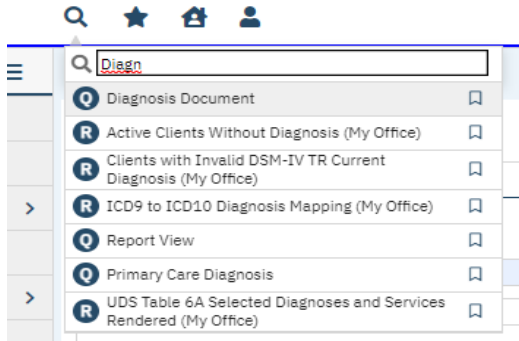 Diagn
Q Diagnosis Document
R Active Clients Without Diagnosis (My Office)
R Clients with Invalid DSM-IV TR Current
Diagnosis (My Office)
R ICD9 to ICD10 Diagnosis Mapping (My Office)
Q Report View
Q Primary Care Diagnosis
R UDS Table 6A Selected Diagnoses and Services
Rendered (My Office)